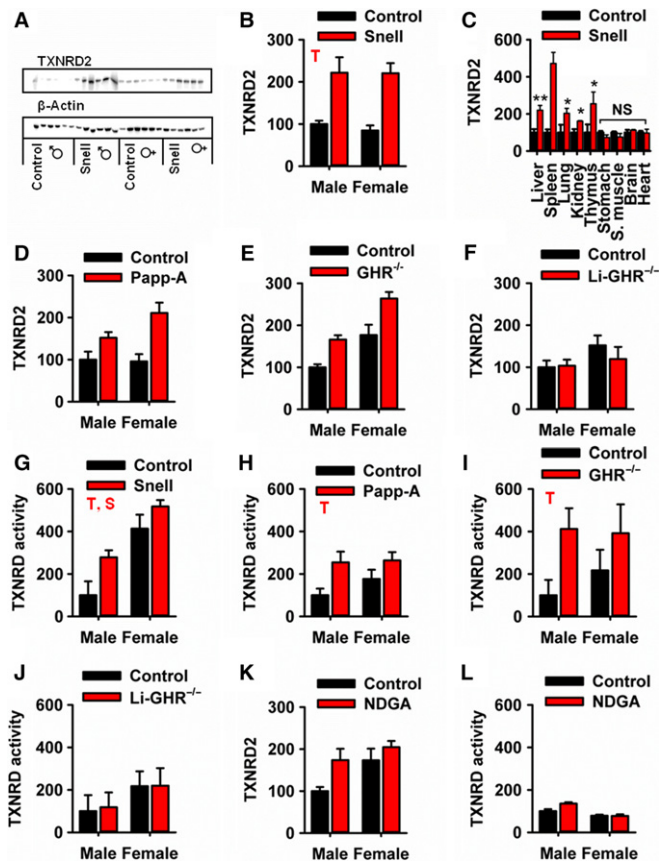 A
TXNRD2
β-Actin
Control ♂
Snell ♂
Control ♀
Snell ♀
B
Control
Snell
TXNRD2
300
200
100
0
T
Male Female
C
Control
Snell
TXNRD2
600
400
200
0
**
*
*
*
NS
Liver
Spleen
Lung
Kidney
Thymus
Stomach
S. muscle
Brain
Heart
D
Control
Papp-A
TXNRD2
300
200
100
0
Male Female
E
Control
GHR⁻/⁻
TXNRD2
300
200
100
0
Male Female
F
Control
Li-GHR⁻/⁻
TXNRD2
300
200
100
0
Male Female
G
Control
Snell
TXNRD activity
600
400
200
0
T, S
Male Female
H
Control
Papp-A
TXNRD activity
600
400
200
0
T
Male Female
I
Control
GHR⁻/⁻
TXNRD activity
600
400
200
0
T
Male Female
J
Control
Li-GHR⁻/⁻
TXNRD activity
600
400
200
0
Male Female
K
Control
NDGA
TXNRD2
300
200
100
0
Male Female
L
Control
NDGA
TXNRD activity
600
400
200
0
Male Female